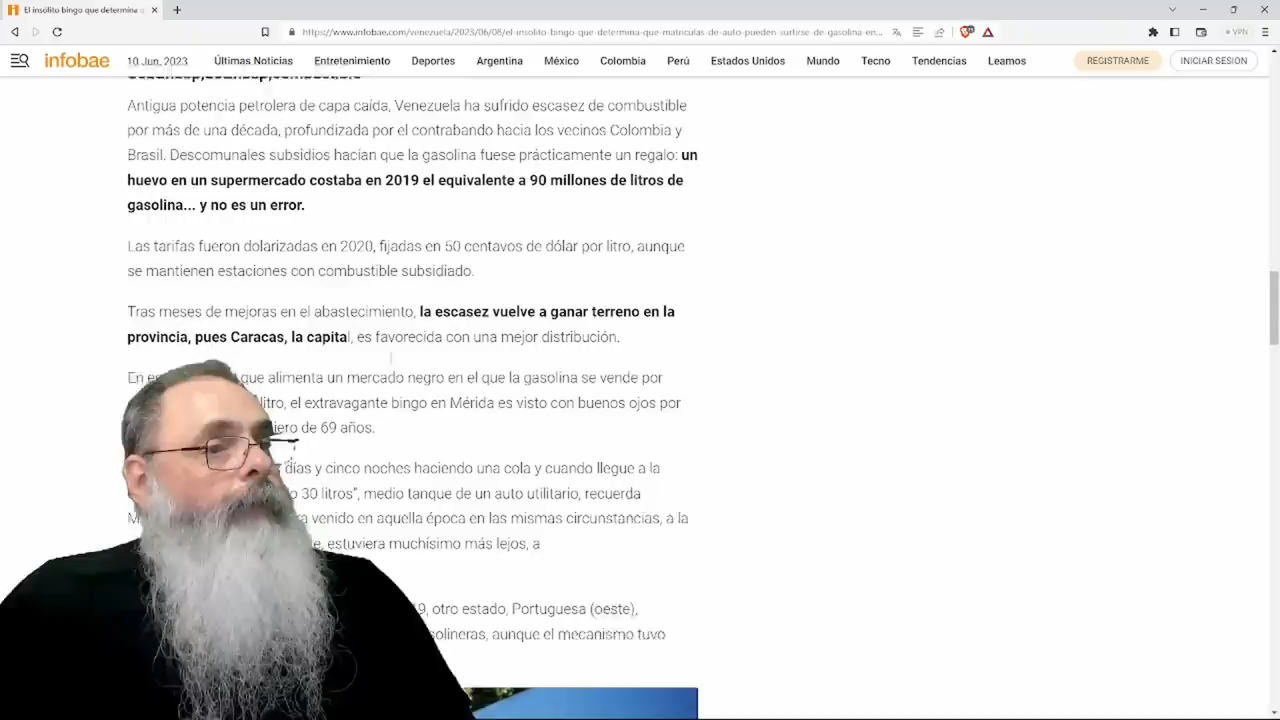 El insólito bingo que determina q
https://www.infobae.com/venezuela/2023/06/08/el-insolito-bingo-que-determina-que-matriculas-de-auto-pueden-surtirse-de-gasolina-en...
VPN
infobae
10 Jun, 2023
Últimas Noticias Entretenimiento Deportes Argentina México Colombia Perú Estados Unidos Mundo Tecno Tendencias Leamos
REGISTRARME
INICIAR SESIÓN
Antigua potencia petrolera de capa caída, Venezuela ha sufrido escasez de combustible
por más de una década, profundizada por el contrabando hacia los vecinos Colombia y
Brasil. Descomunales subsidios hacían que la gasolina fuese prácticamente un regalo: un
huevo en un supermercado costaba en 2019 el equivalente a 90 millones de litros de
gasolina... y no es un error.
Las tarifas fueron dolarizadas en 2020, fijadas en 50 centavos de dólar por litro, aunque
se mantienen estaciones con combustible subsidiado.
Tras meses de mejoras en el abastecimiento, la escasez vuelve a ganar terreno en la
provincia, pues Caracas, la capital, es favorecida con una mejor distribución.
En que alimenta un mercado negro en el que la gasolina se vende por
litro, el extravagante bingo en Mérida es visto con buenos ojos por
de 69 años.
días y cinco noches haciendo una cola y cuando llegue a la
30 litros”, medio tanque de un auto utilitario, recuerda
venido en aquella época en las mismas circunstancias, a la
estuviera muchísimo más lejos, a
otro estado, Portuguesa (oeste),
aunque el mecanismo tuvo